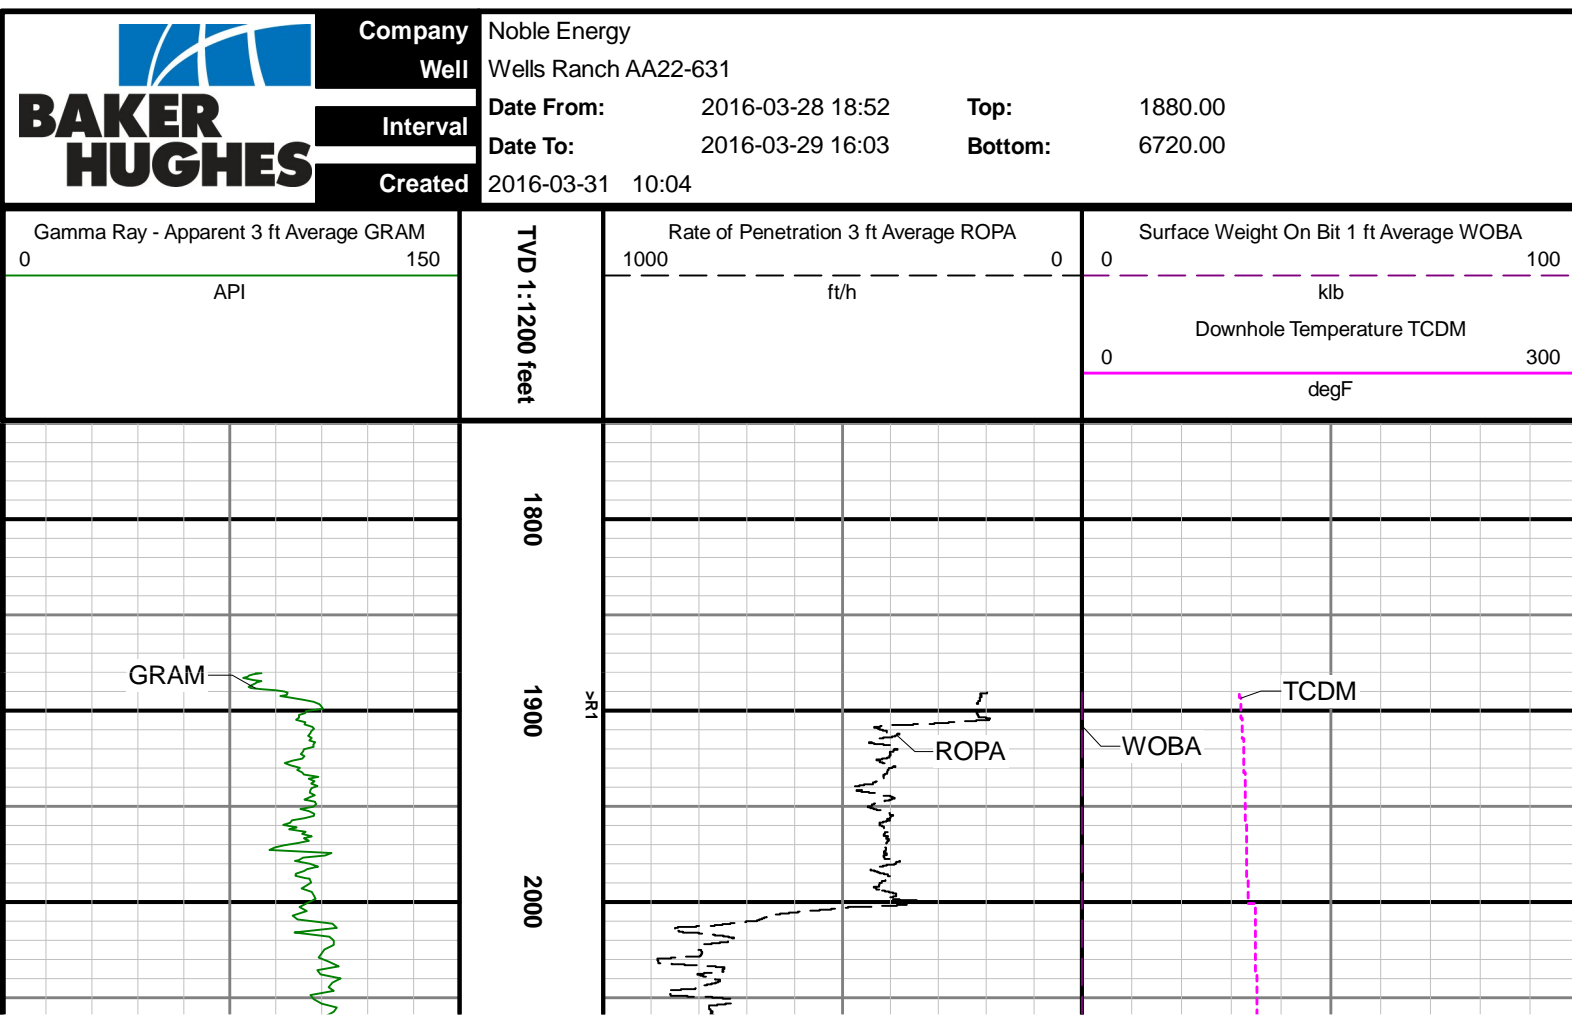 BAKER
HUGHES
Company Noble Energy
Well Wells Ranch AA22-631
Interval
Date From: 2016-03-28 18:52 Top: 1880.00
Date To: 2016-03-29 16:03 Bottom: 6720.00
Created 2016-03-31 10:04
Gamma Ray - Apparent 3 ft Average GRAM
0 150
API
TVD 1:1200 feet
Rate of Penetration 3 ft Average ROPA
1000 0
ft/h
Surface Weight On Bit 1 ft Average WOBA
0 100
klb
Downhole Temperature TCDM
0 300
degF
1800
GRAM
1900
>R1
ROPA
WOBA
TCDM
2000